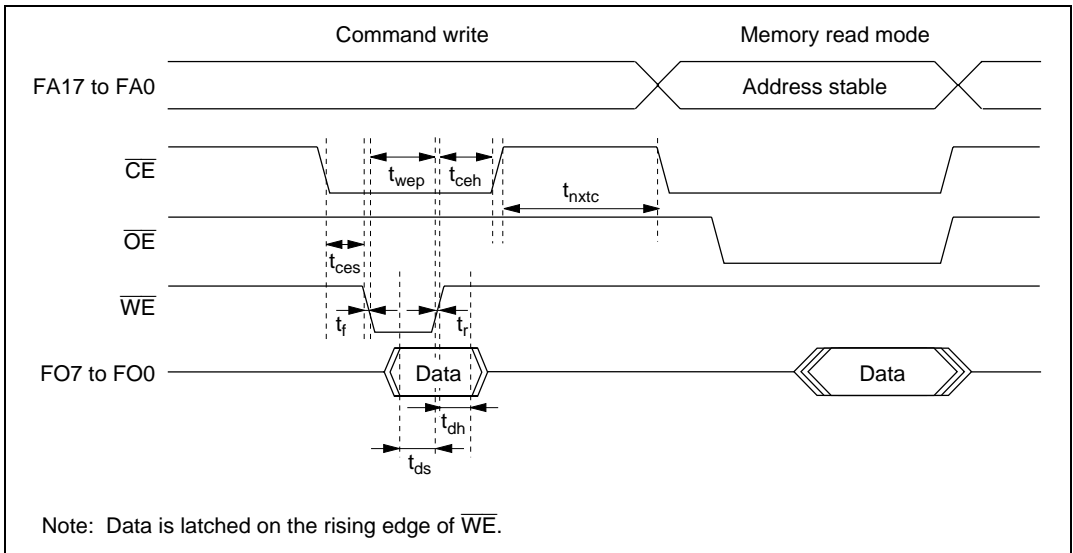 Command write
Memory read mode
FA17 to FA0
Address stable
CE
t_wep
t_ceh
t_nxtc
OE
t_ces
WE
t_f
t_r
FO7 to FO0
Data
Data
t_dh
t_ds
Note: Data is latched on the rising edge of WE.